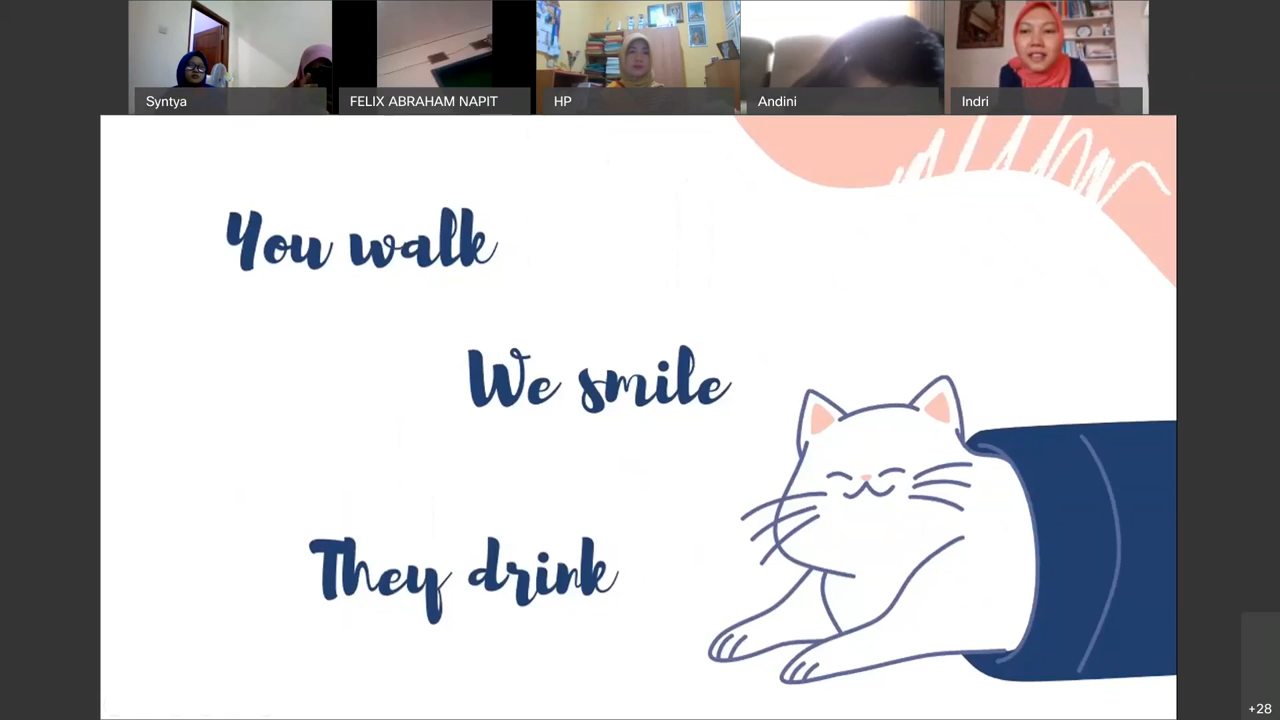 Syntya
FELIX ABRAHAM NAPIT
HP
Andini
Indri
You walk
We smile
They drink
+28